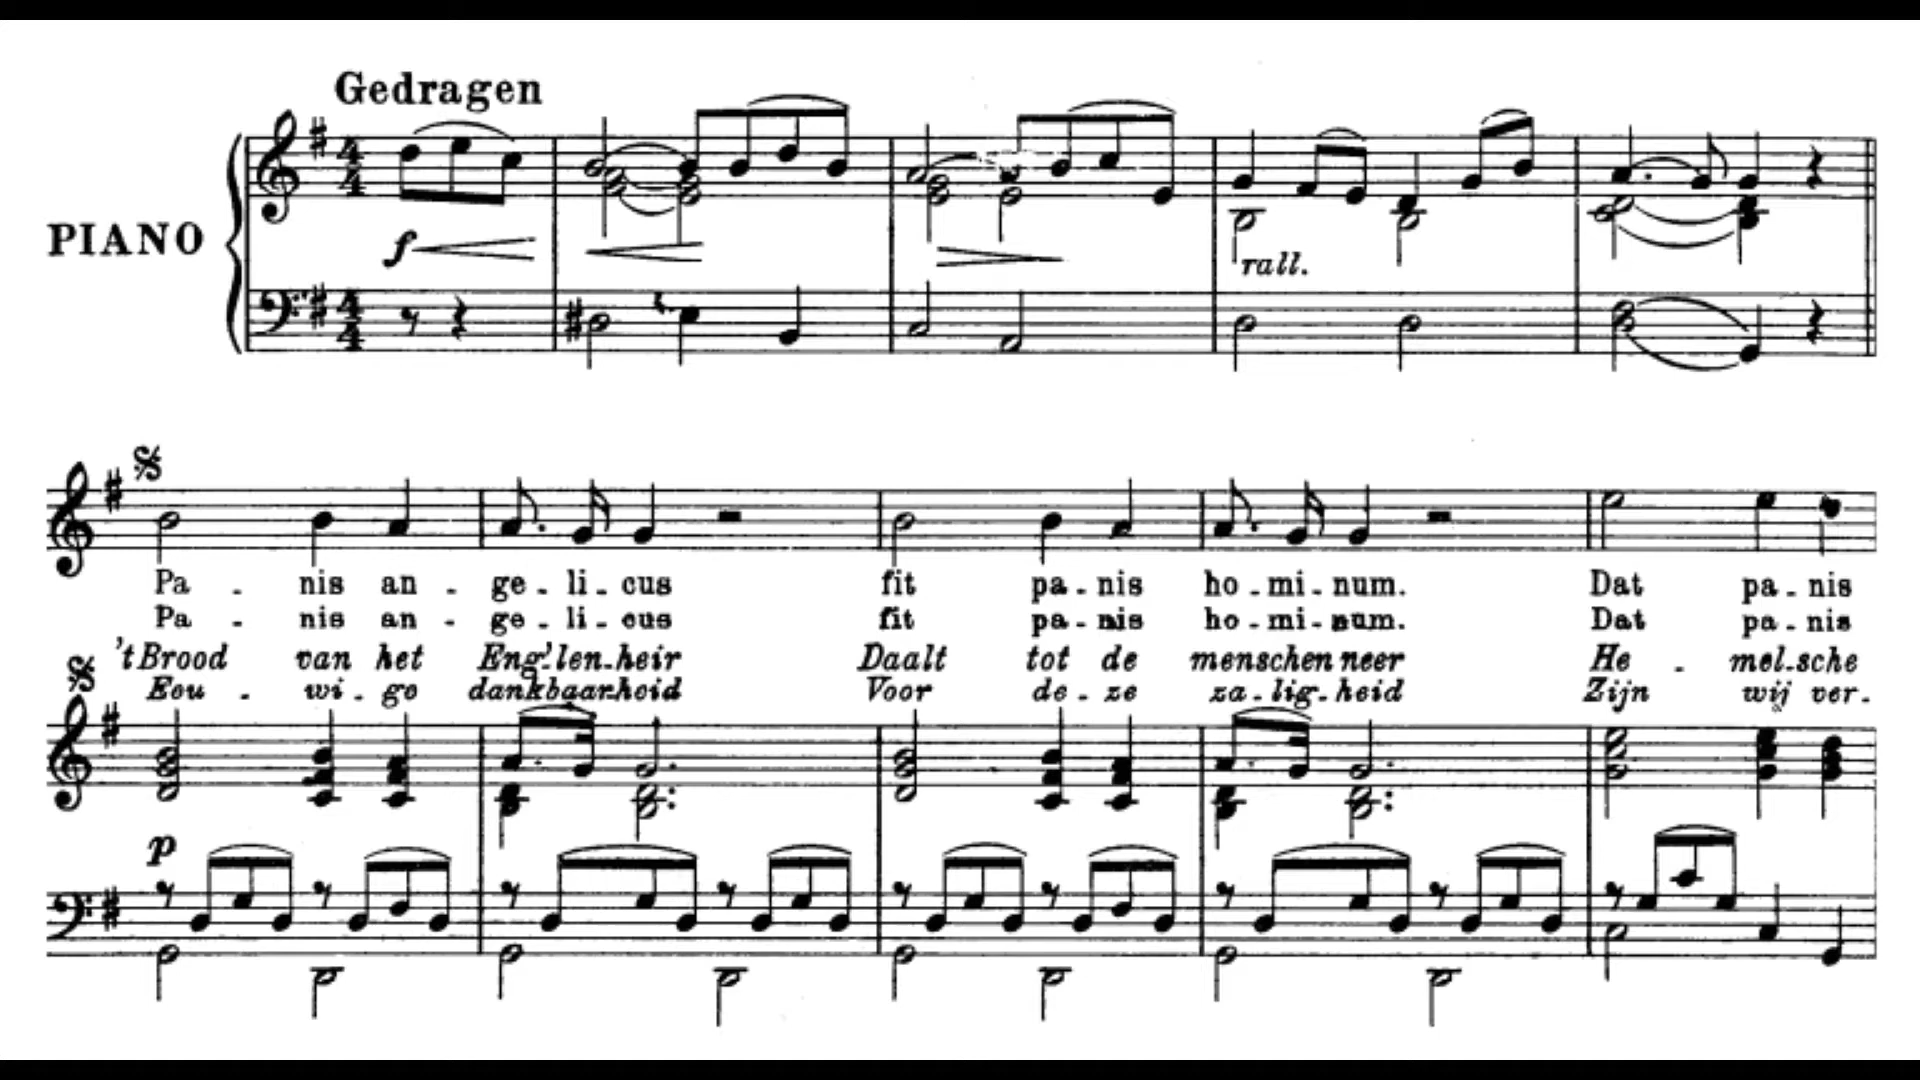 Gedragen
PIANO
f
rall.
Pa - nis an - ge - li - cus fit pa - nis ho - mi - num. Dat pa - nis
Pa - nis an - ge - li - cus fit pa - nis ho - mi - num. Dat pa - nis
't Brood van het Eng'len-heir Daalt tot de menschen neer He - mel-sche
Eeu - wi - ge dankbaarheid Voor de - ze za - lig - heid Zijn wij ver -
p